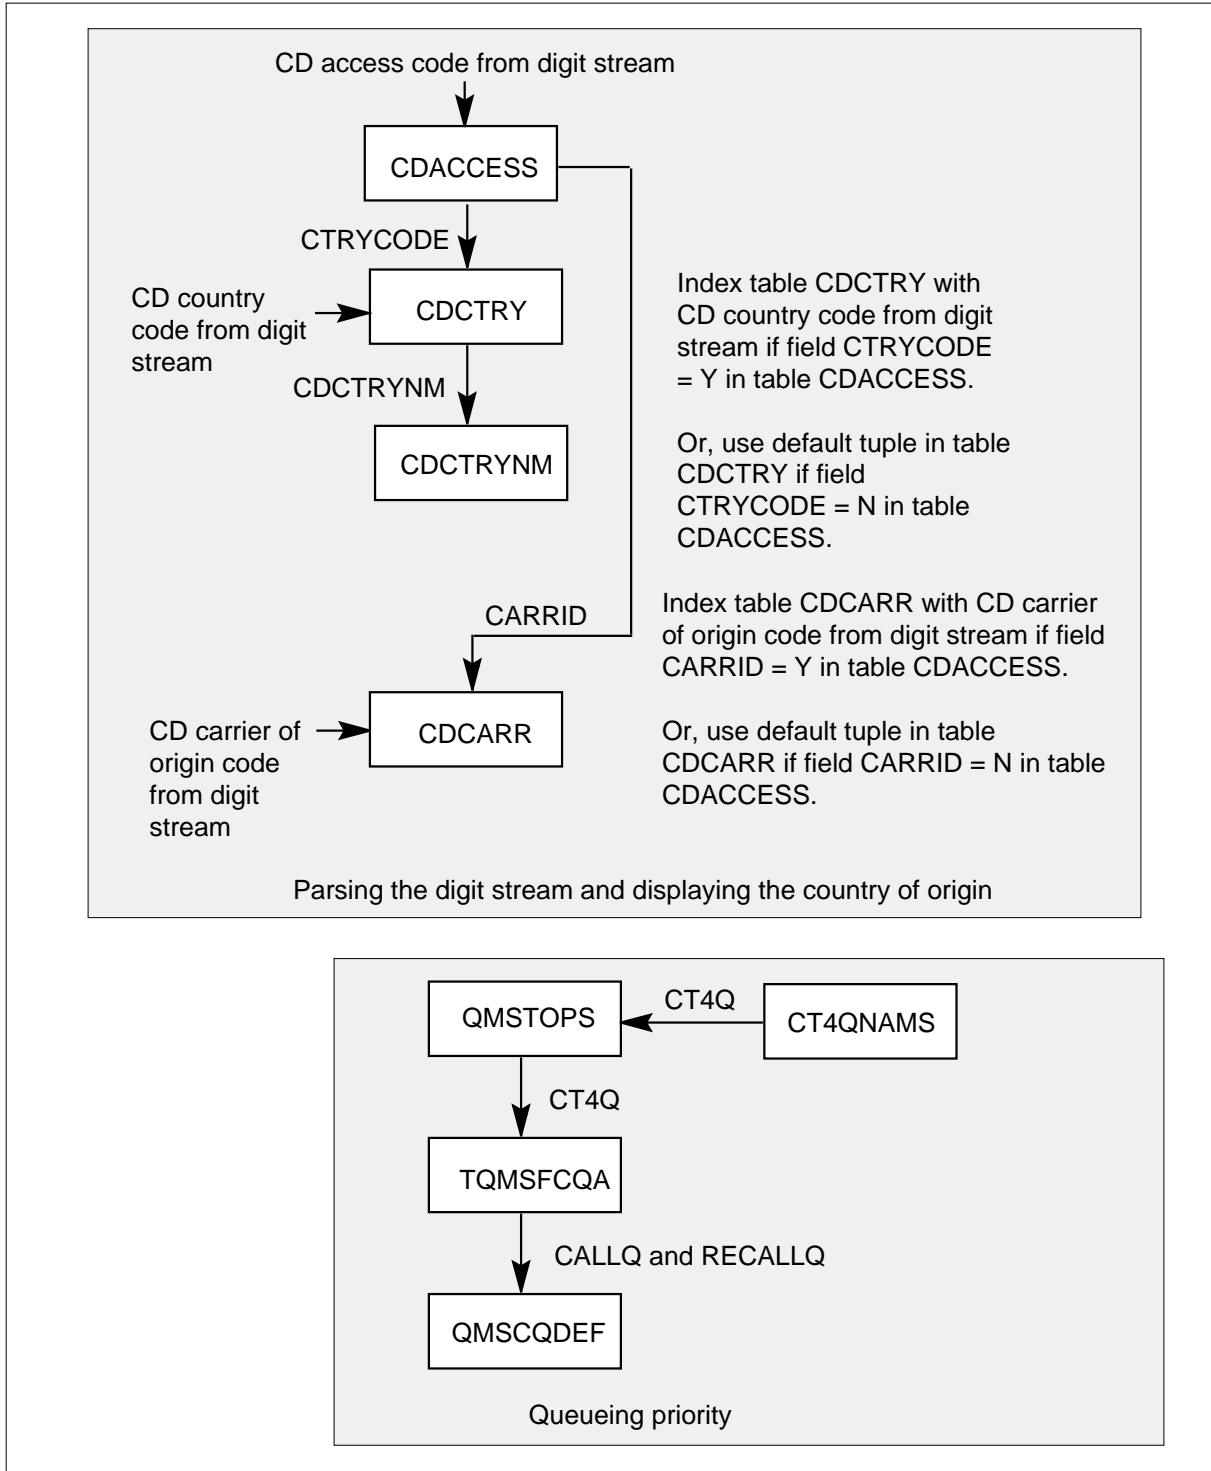 CD access code from digit stream
CDACCESS
CTRYCODE
CD country
code from digit
stream
CDCTRY
CDCTRYNM
CDCTRYNM
Index table CDCTRY with
CD country code from digit
stream if field CTRYCODE
= Y in table CDACCESS.
Or, use default tuple in table
CDCTRY if field
CTRYCODE = N in table
CDACCESS.
CARRID
Index table CDCARR with CD carrier
of origin code from digit stream if field
CARRID = Y in table CDACCESS.
CD carrier of
origin code
from digit
stream
CDCARR
Or, use default tuple in table
CDCARR if field CARRID = N in table
CDACCESS.
Parsing the digit stream and displaying the country of origin
QMSTOPS
CT4Q
CT4QNAMS
CT4Q
TQMSFCQA
CALLQ and RECALLQ
QMSCQDEF
Queueing priority